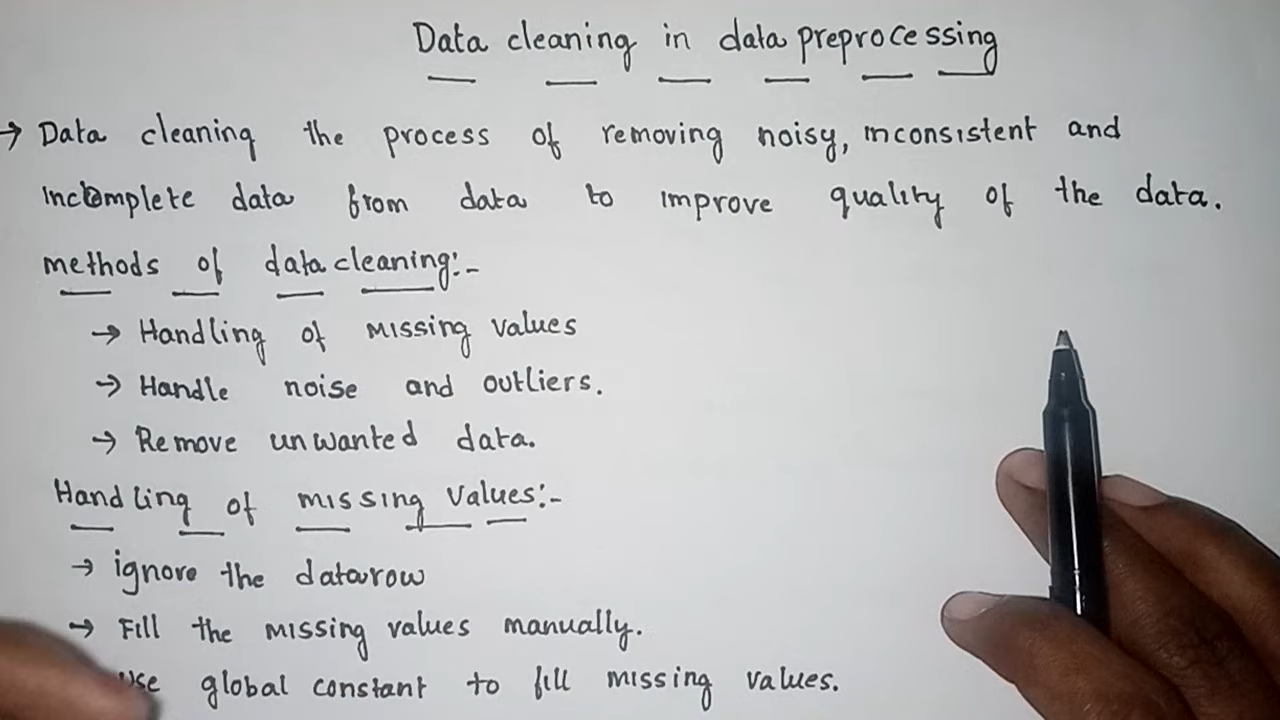 Data cleaning in data preprocessing
→ Data cleaning the process of removing noisy, inconsistent and
incomplete data from data to improve quality of the data.
methods of data cleaning:-
→ Handling of missing values
→ Handle noise and outliers.
→ Remove unwanted data.
Handling of missing values:-
→ ignore the datarow
→ Fill the missing values manually.
use global constant to fill missing values.